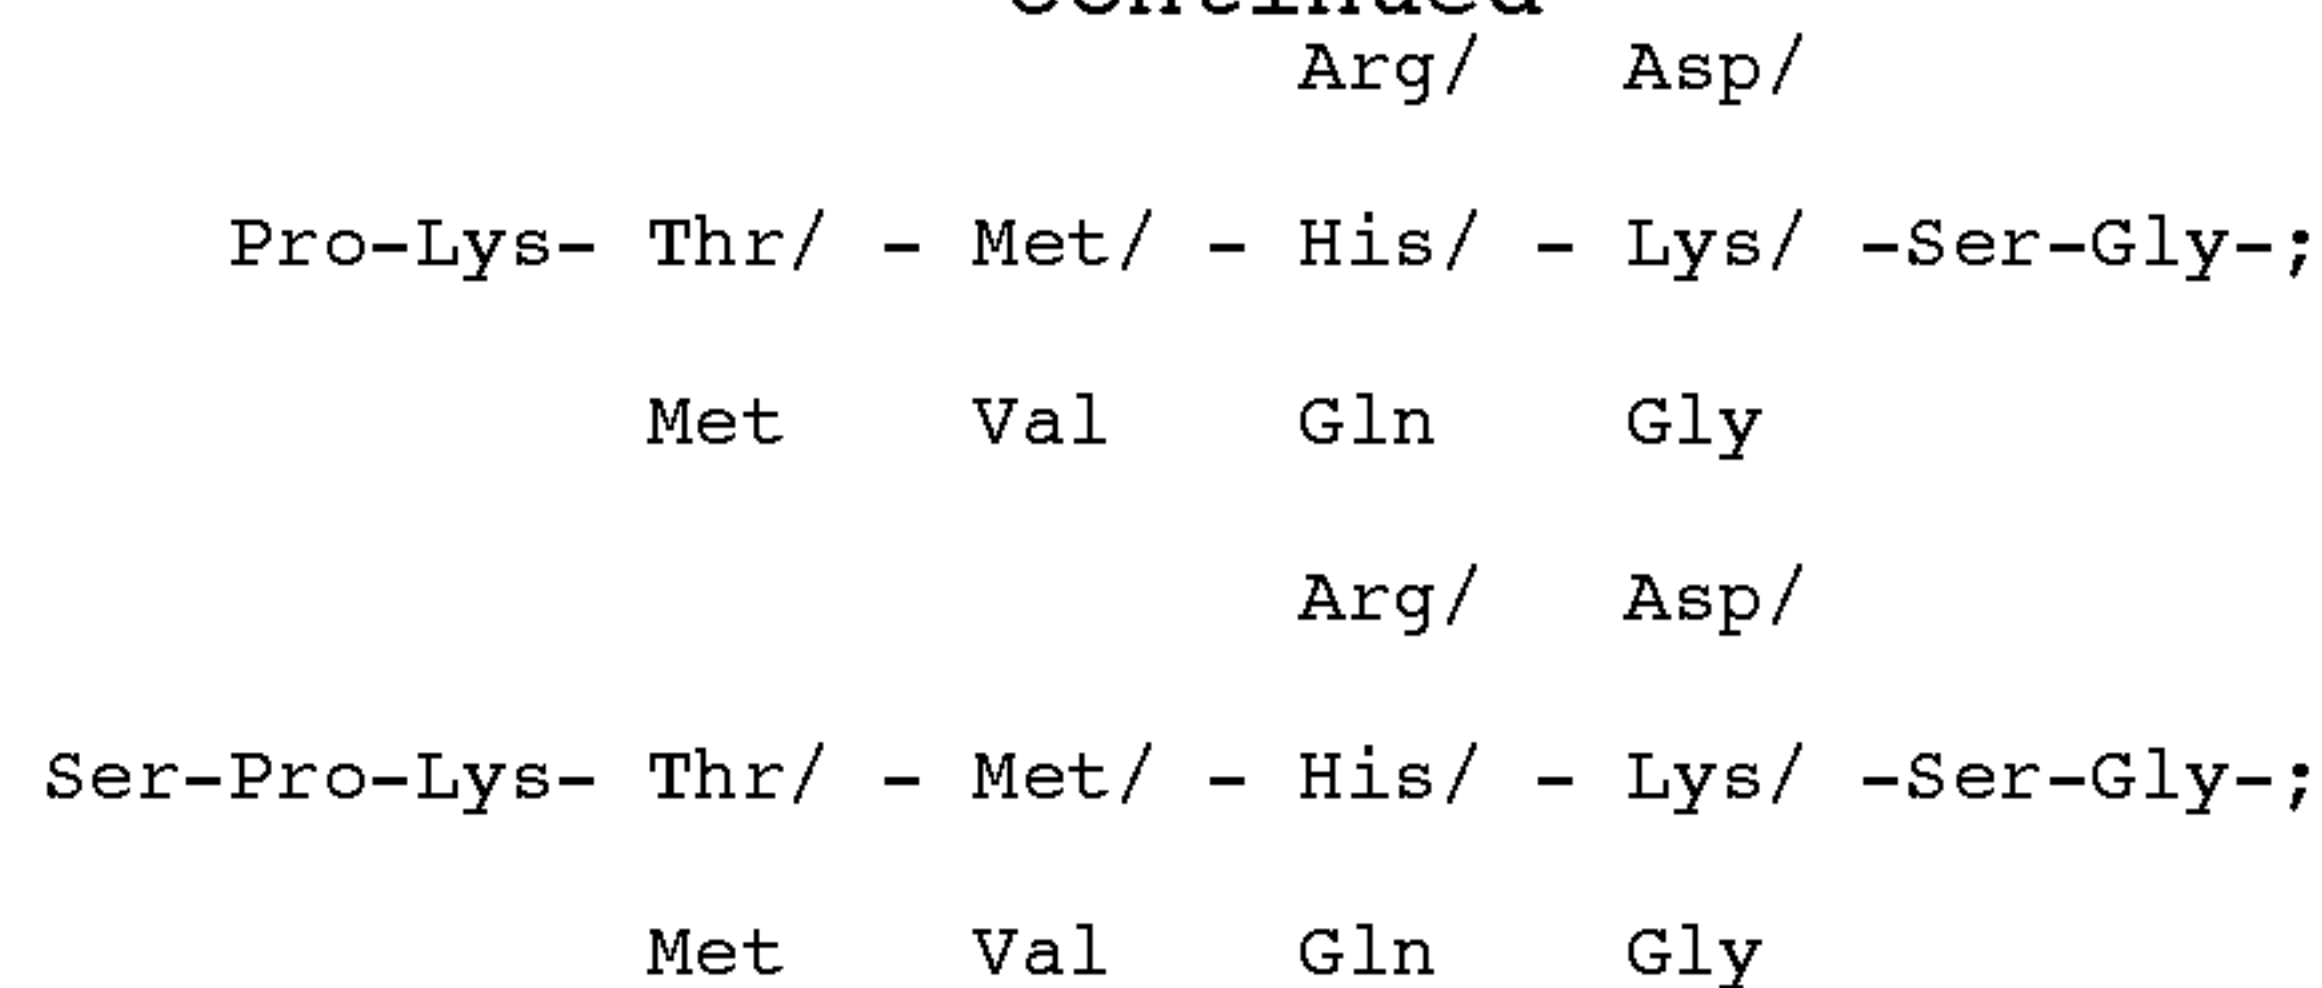 Arg/ Asp/
Pro-Lys- Thr/ - Met/ - His/ - Lys/ -Ser-Gly-;
Met Val Gln Gly
Arg/ Asp/
Ser-Pro-Lys- Thr/ - Met/ - His/ - Lys/ -Ser-Gly-;
Met Val Gln Gly